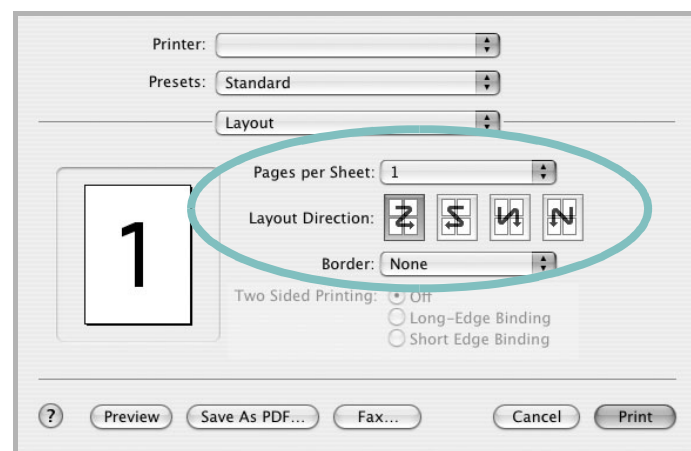 Printer:
Presets: Standard
Layout
Pages per Sheet: 1
Layout Direction:
Border: None
Two Sided Printing: Off
Long-Edge Binding
Short Edge Binding
1
? Preview Save As PDF... Fax... Cancel Print